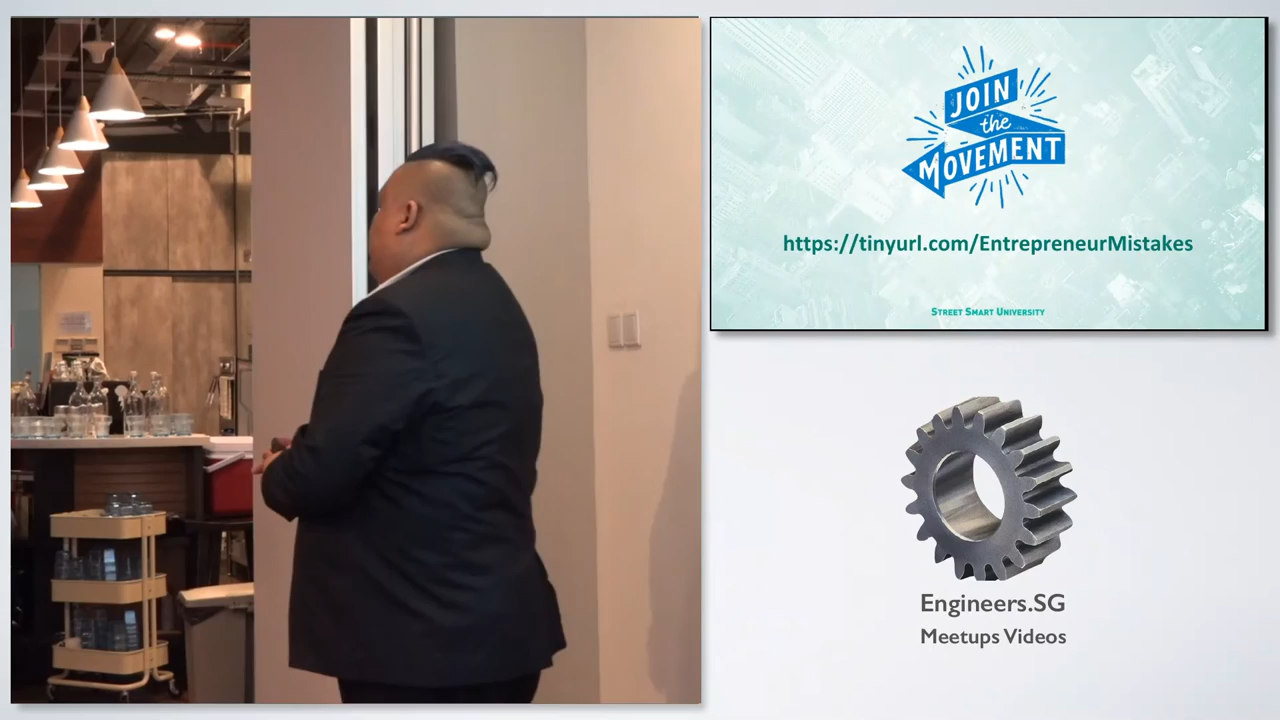 JOIN
the
MOVEMENT
https://tinyurl.com/EntrepreneurMistakes
STREET SMART UNIVERSITY
Engineers.SG
Meetups Videos